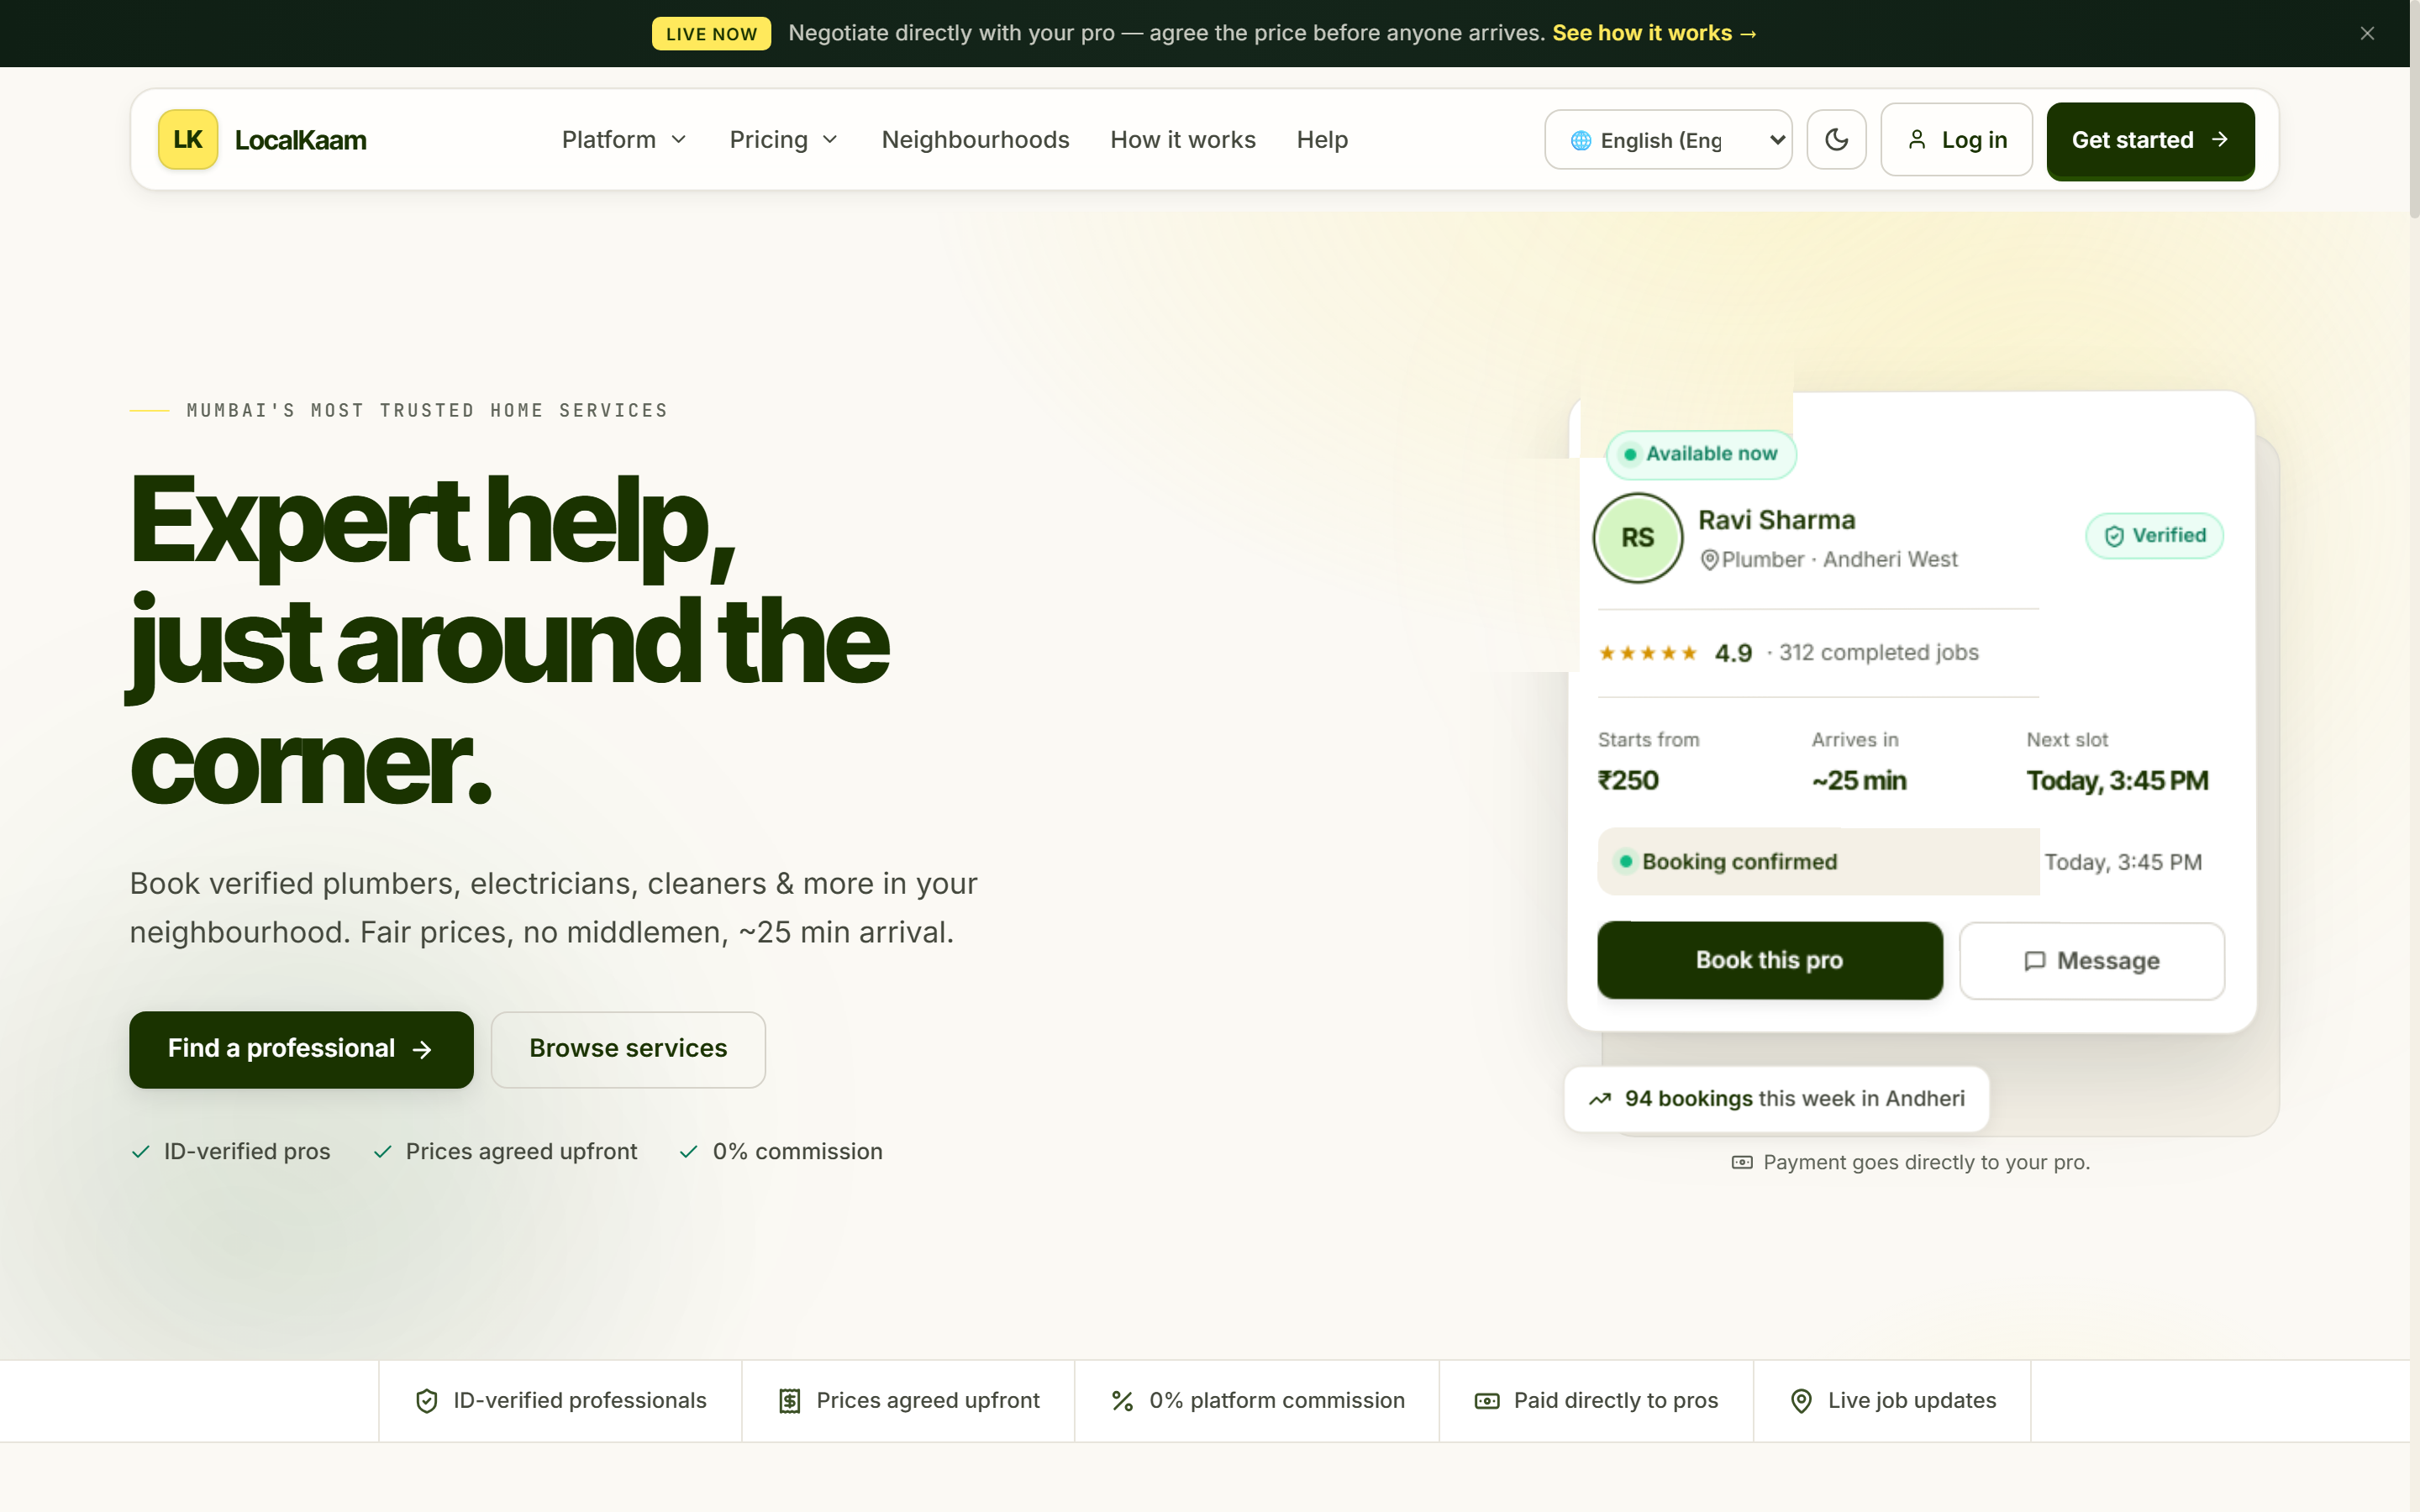 LIVE NOW Negotiate directly with your pro — agree the price before anyone arrives. See how it works →
LK LocalKaam Platform Pricing Neighbourhoods How it works Help English (Eng Log in Get started →
MUMBAI'S MOST TRUSTED HOME SERVICES
Expert help,
just around the
corner.
Book verified plumbers, electricians, cleaners & more in your
neighbourhood. Fair prices, no middlemen, ~25 min arrival.
Find a professional →
Browse services
ID-verified pros
Prices agreed upfront
0% commission
Available now
RS
Ravi Sharma
Plumber · Andheri West
Verified
★★★★★ 4.9 · 312 completed jobs
Starts from
₹250
Arrives in
~25 min
Next slot
Today, 3:45 PM
Booking confirmed
Today, 3:45 PM
Book this pro
Message
94 bookings this week in Andheri
Payment goes directly to your pro.
ID-verified professionals
Prices agreed upfront
0% platform commission
Paid directly to pros
Live job updates